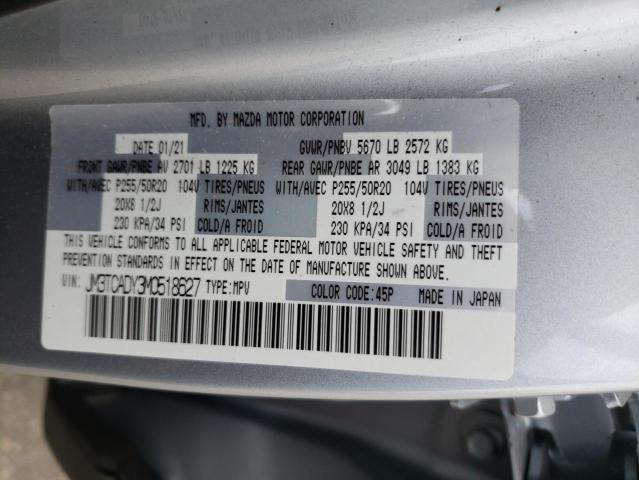 MFD. BY MAZDA MOTOR CORPORATION
DATE 01/21 GVWR/PNBV 5670 LB 2572 KG
FRONT GAWR/PNBE AV 2701 LB 1225 KG REAR GAWR/PNBE AR 3049 LB 1383 KG
WITH/AVEC P255/50R20 104V TIRES/PNEUS WITH/AVEC P255/50R20 104V TIRES/PNEUS
20X8 1/2J RIMS/JANTES 20X8 1/2J RIMS/JANTES
230 KPA/34 PSI COLD/A FROID 230 KPA/34 PSI COLD/A FROID
THIS VEHICLE CONFORMS TO ALL APPLICABLE FEDERAL MOTOR VEHICLE SAFETY AND THEFT
PREVENTION STANDARDS IN EFFECT ON THE DATE OF MANUFACTURE SHOWN ABOVE.
VIN: JM3TCADY3M0518627 TYPE:MPV COLOR CODE:45P MADE IN JAPAN